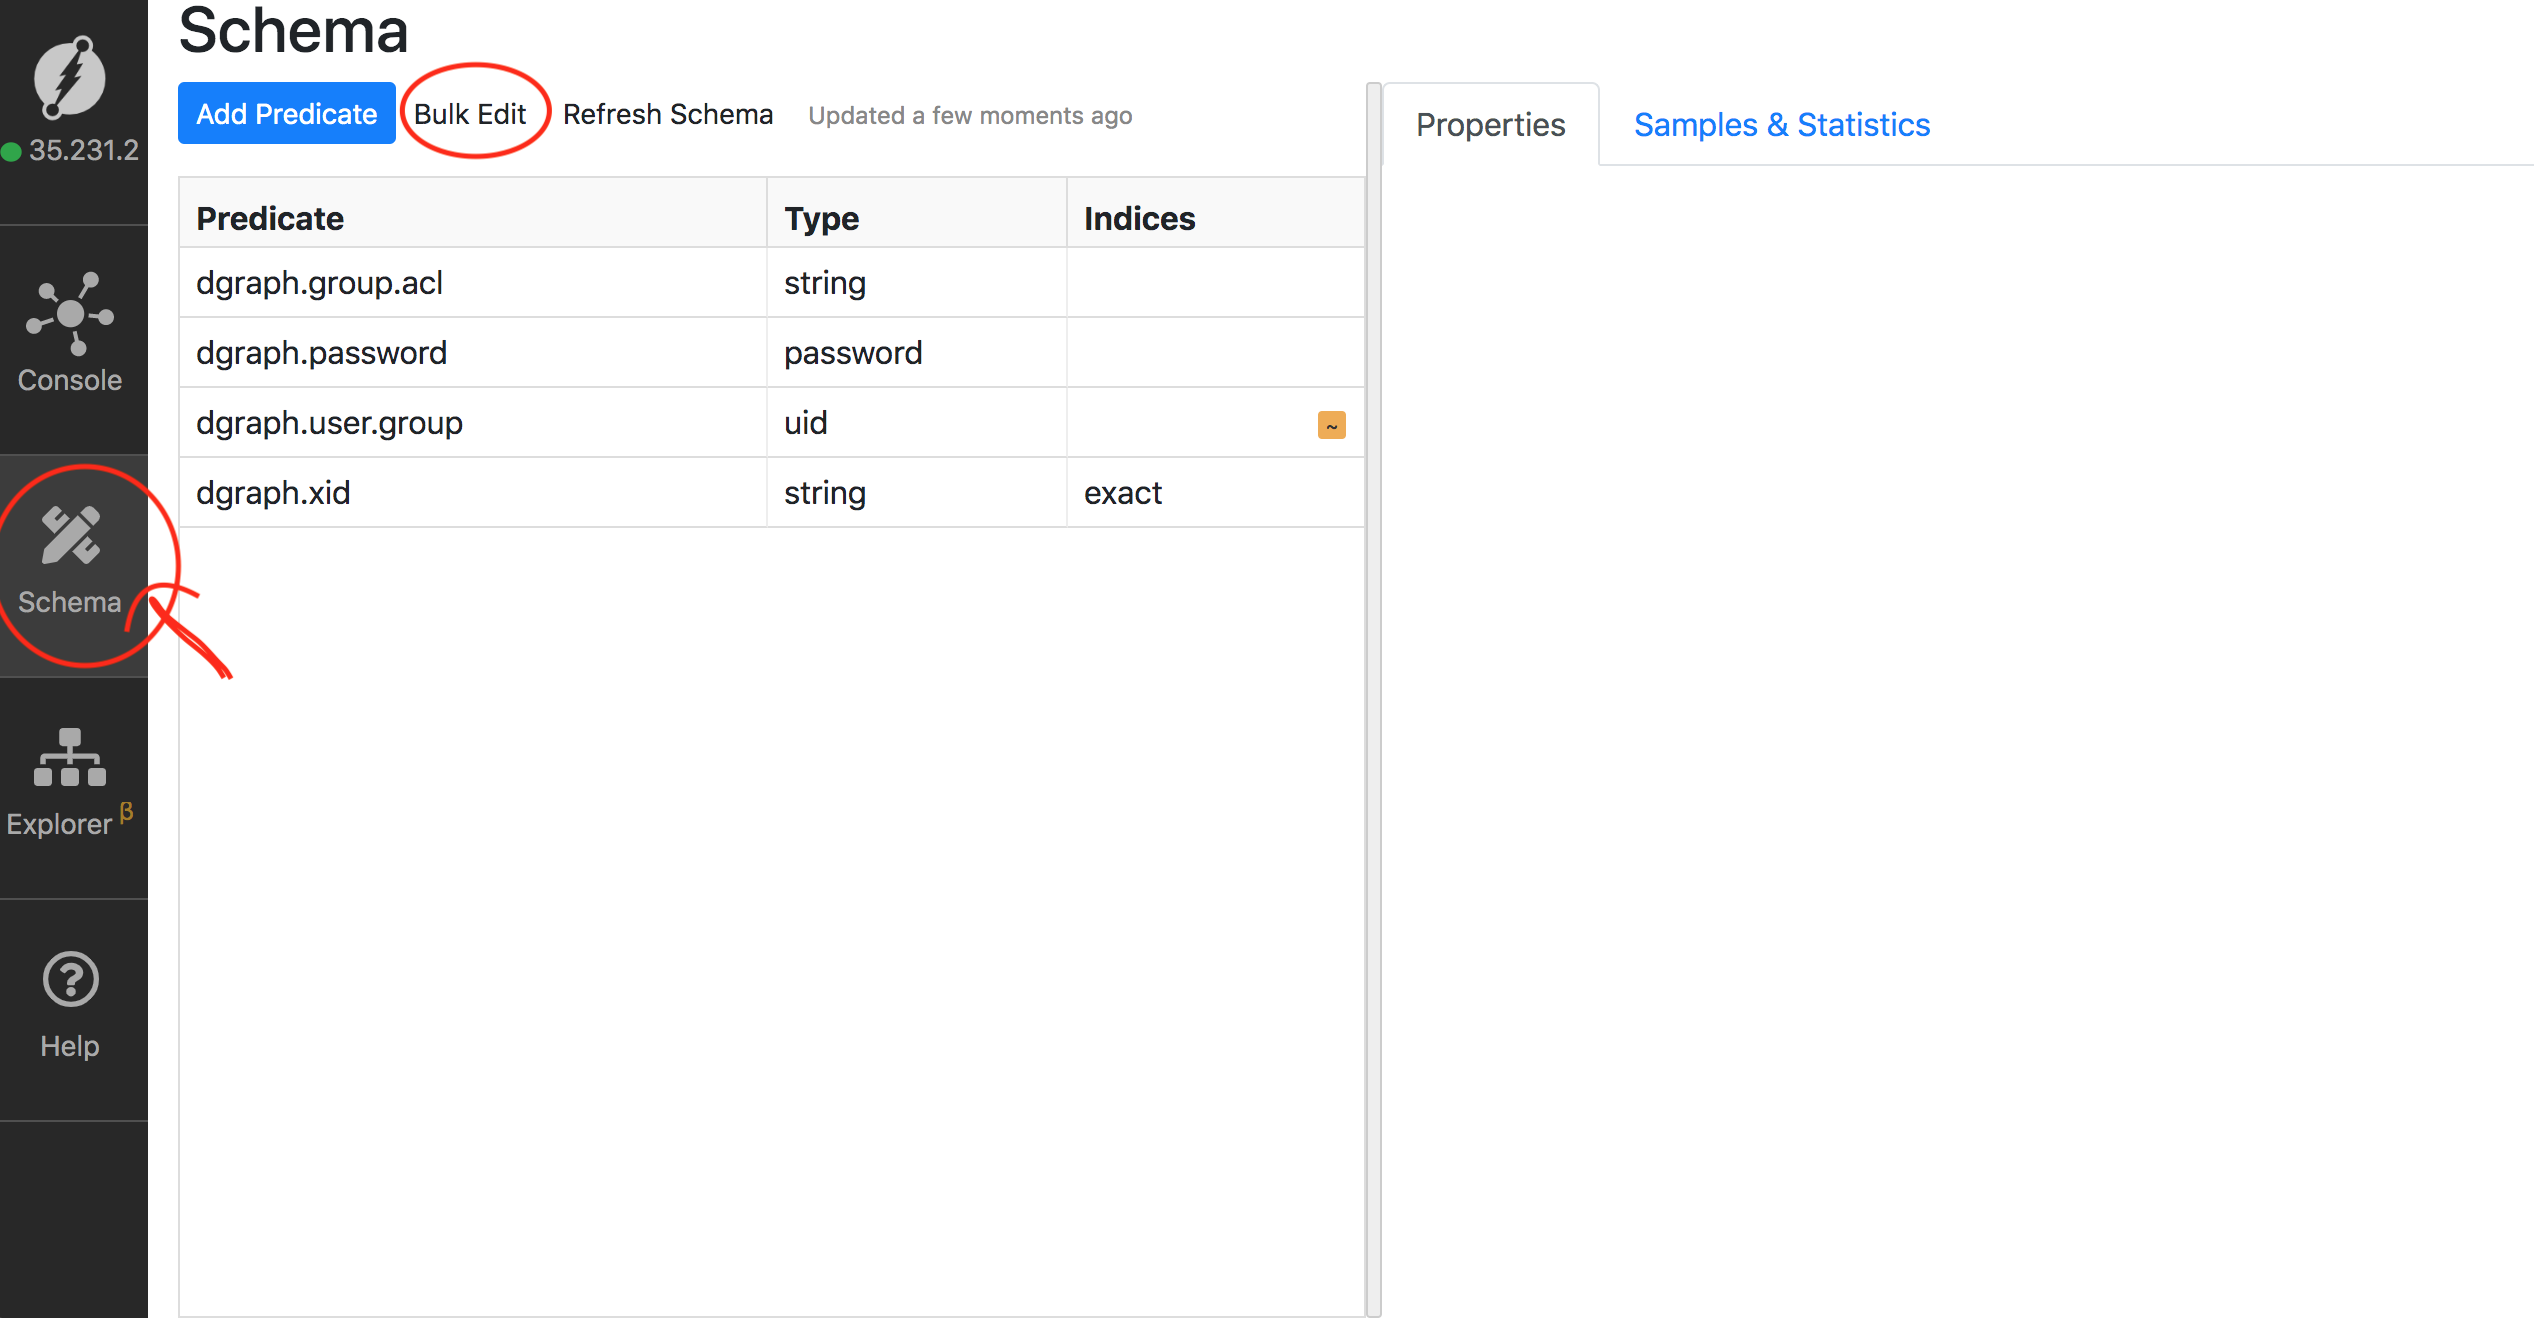 Schema
Add Predicate Bulk Edit Refresh Schema Updated a few moments ago
35.231.2
Console
Schema
Explorer β
Help
Predicate Type Indices
dgraph.group.acl string
dgraph.password password
dgraph.user.group uid ~
dgraph.xid string exact
Properties Samples & Statistics